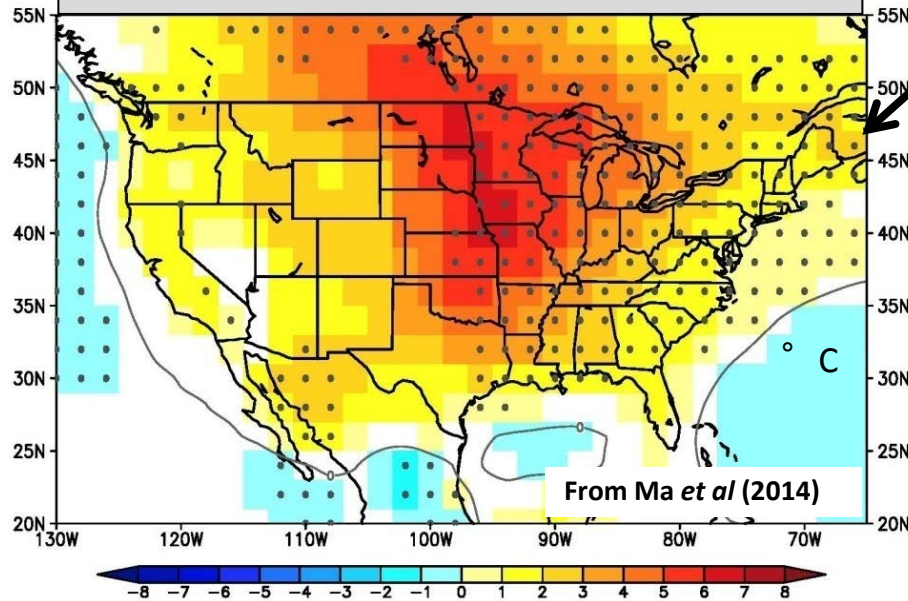 55N 55N
50N 50N
45N 45N
40N 40N
35N 35N
° C
30N 30N
0
25N 25N
0
From Ma et al (2014)
20N 20N
130W 120W 110W 100W 90W 80W 70W
-8 -7 -6 -5 -4 -3 -2 -1 0 1 2 3 4 5 6 7 8